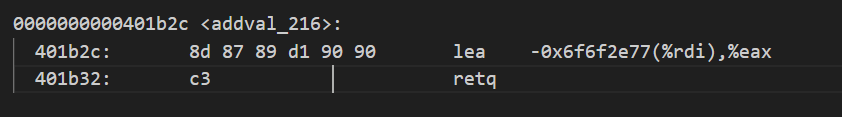 0000000000401b2c <addval_216>:
401b2c: 8d 87 89 d1 90 90 lea -0x6f6f2e77(%rdi),%eax
401b32: c3 retq